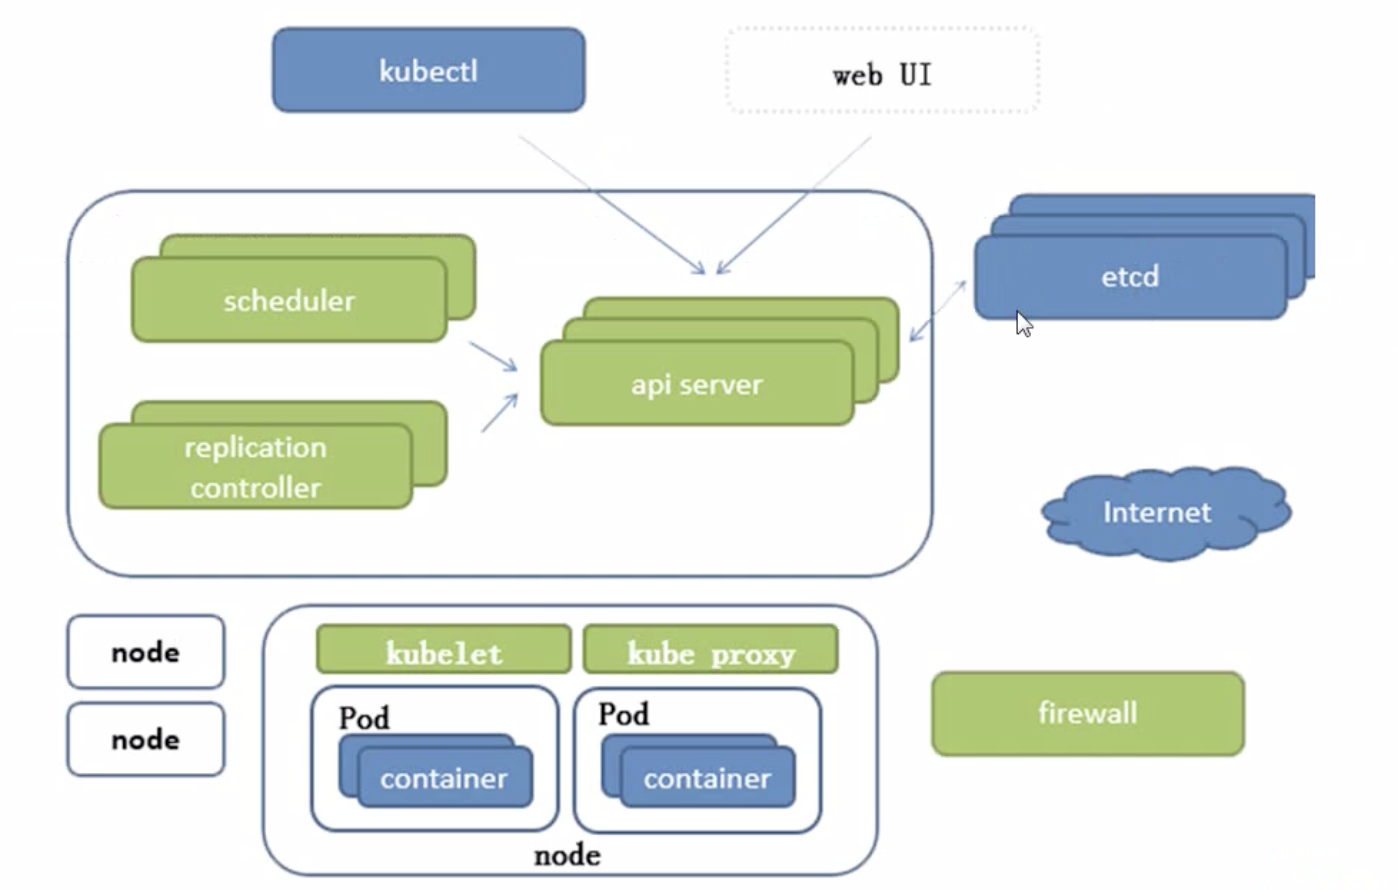 kubectl
web UI
scheduler
etcd
api server
replication
controller
Internet
node
node
kubelet
kube proxy
Pod
container
Pod
container
node
firewall